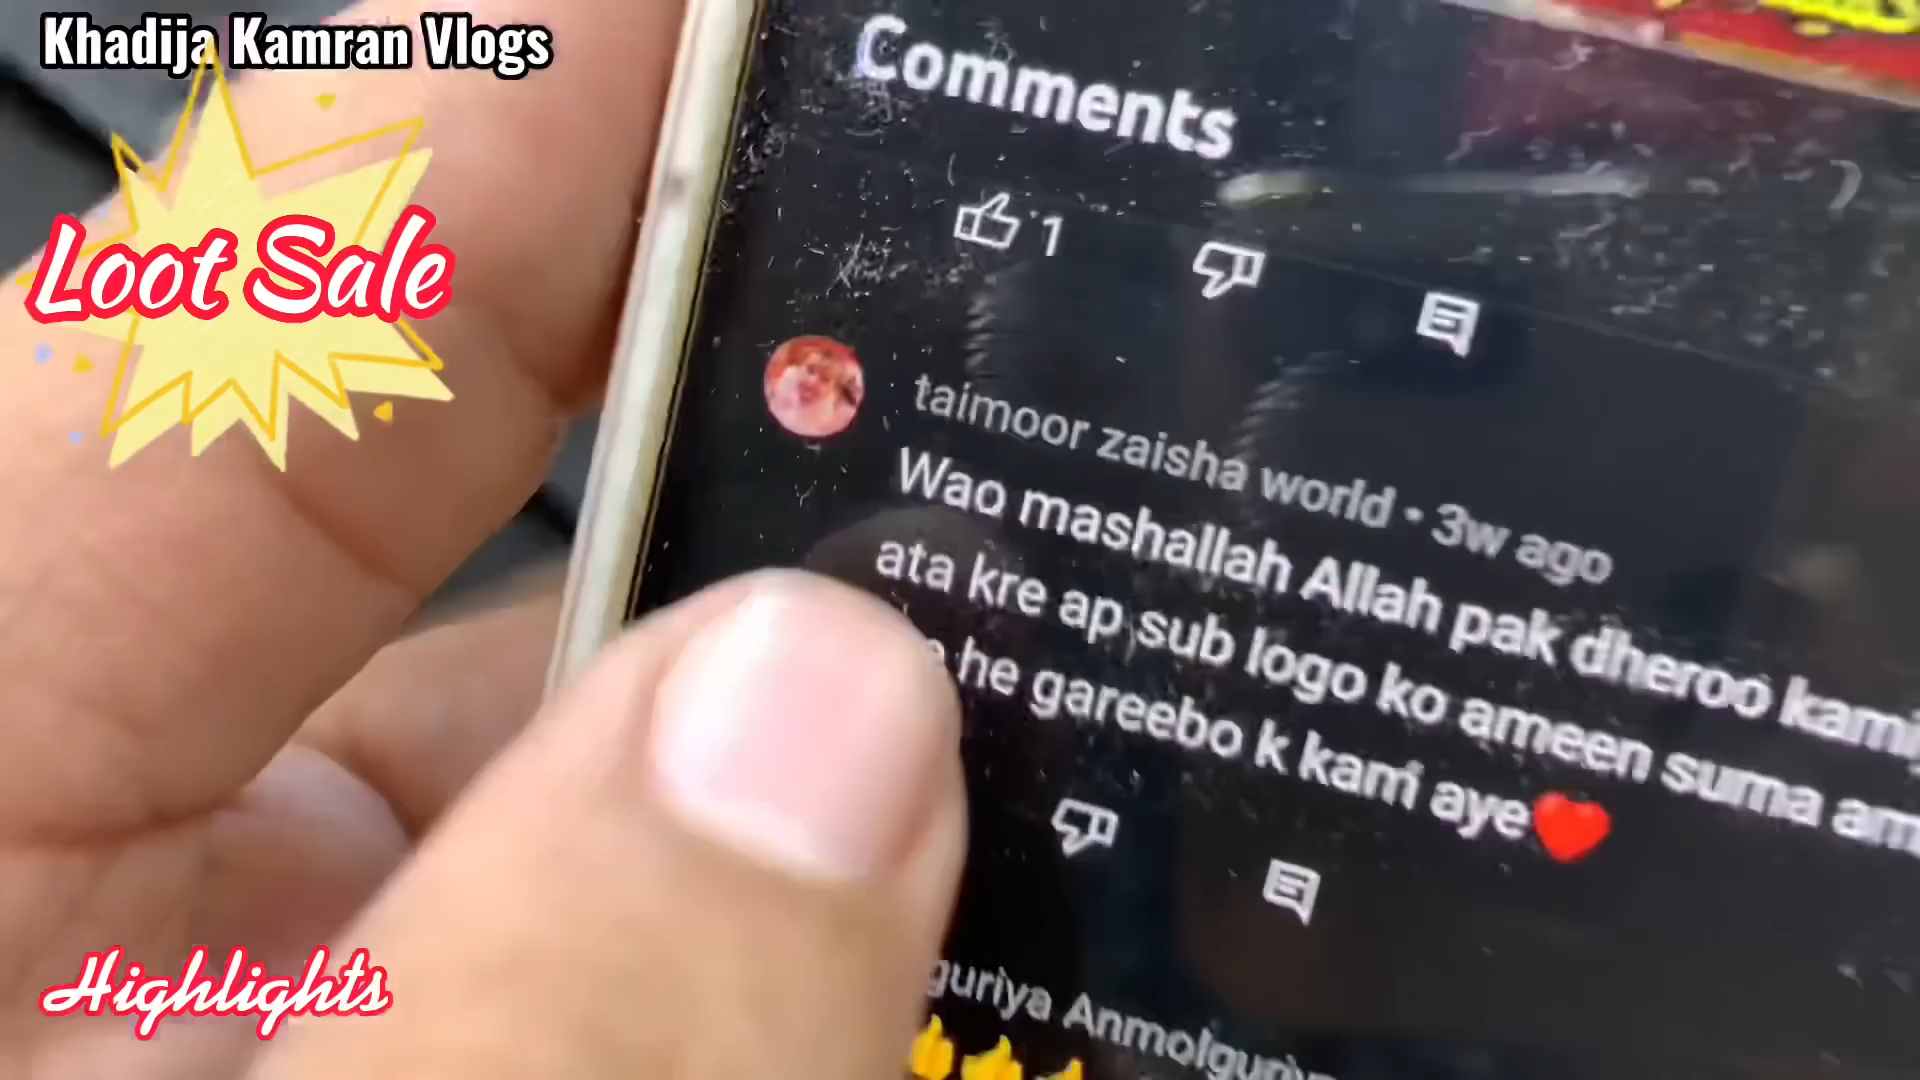 Khadija Kamran Vlogs
Loot Sale
Comments
1
taimoor zaisha world • 3w ago
Wao mashallah Allah pak dheroo
ata kre ap sub logo ko ameen suma
he gareebo k kam aye❤️
guriya
Highlights